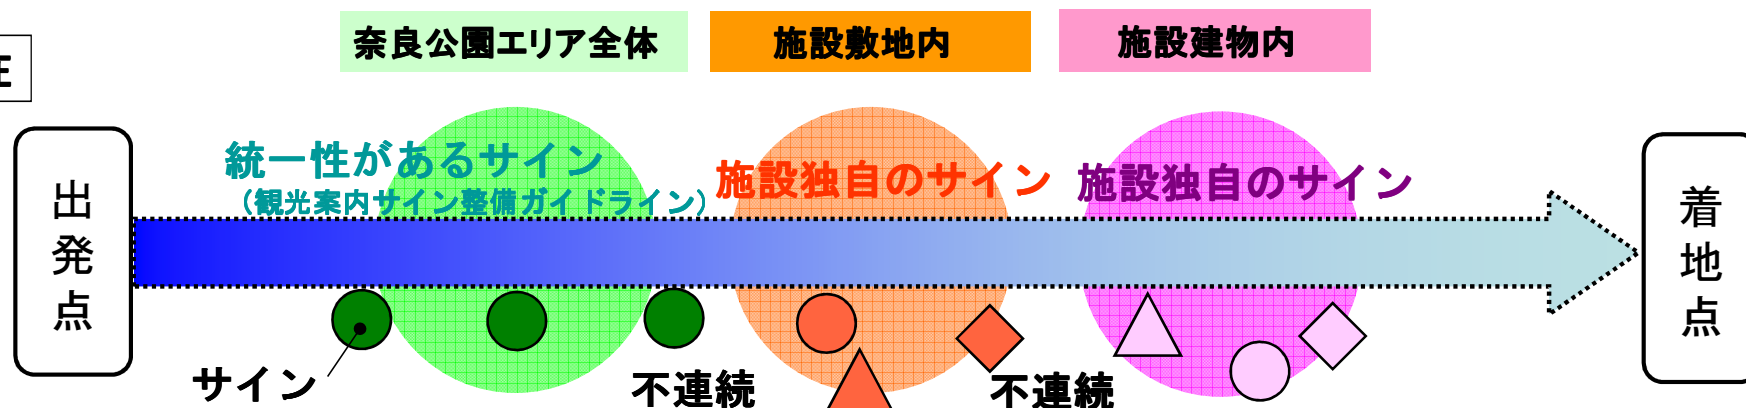 奈良公園エリア全体
施設敷地内
施設建物内
出発点
統一性があるサイン
（観光案内サイン整備ガイドライン）
施設独自のサイン
施設独自のサイン
着地点
サイン
不連続
不連続